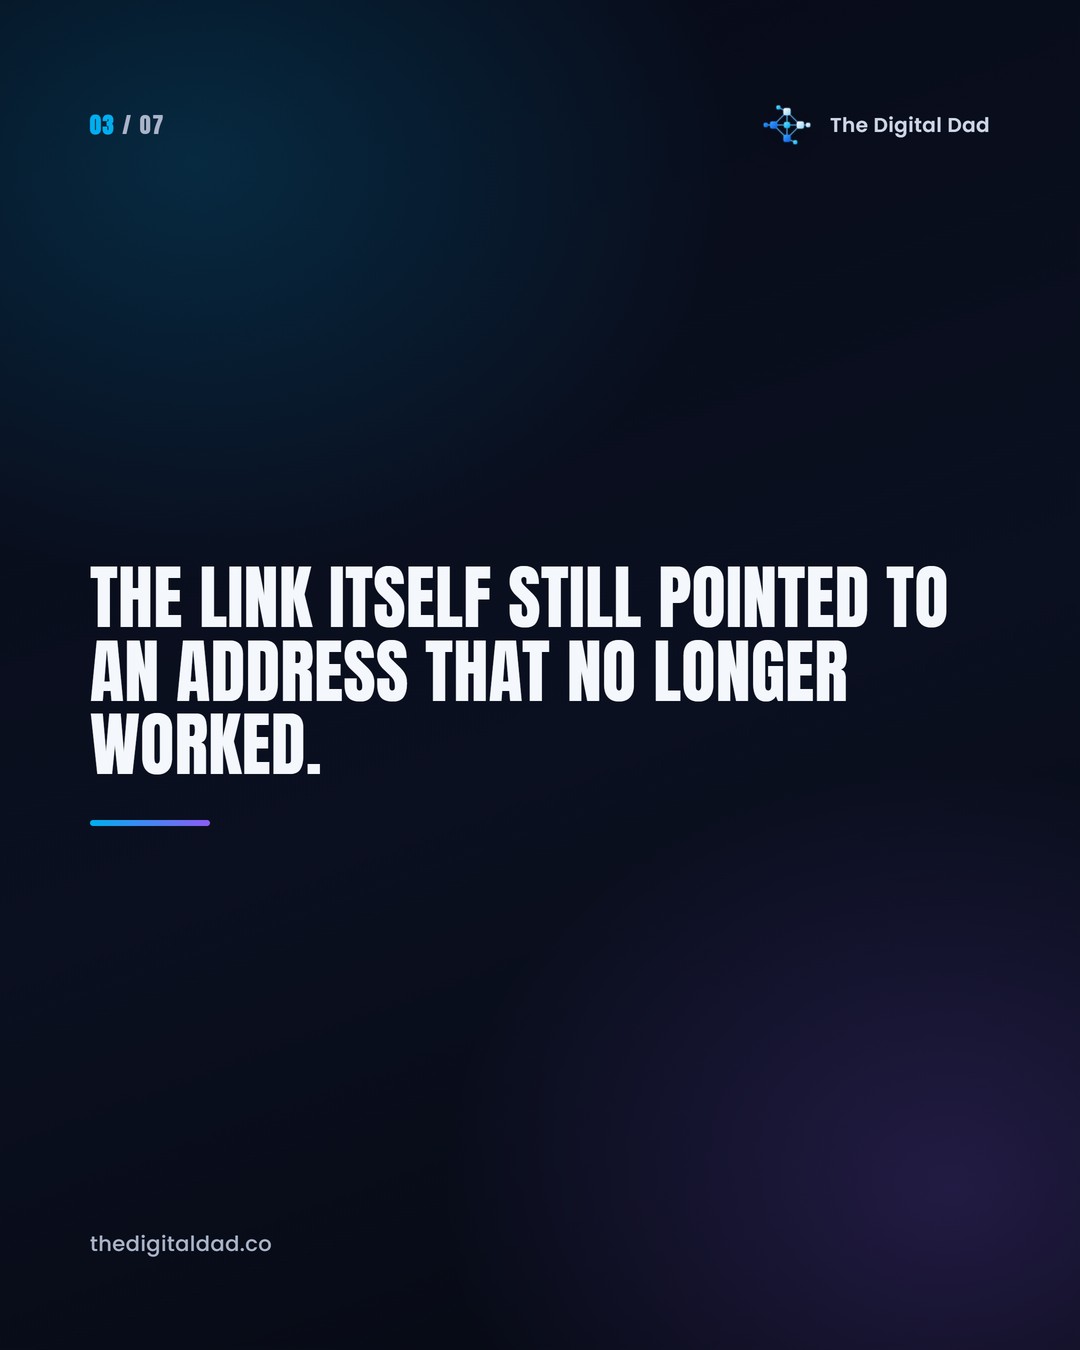 03 / 07
The Digital Dad
THE LINK ITSELF STILL POINTED TO
AN ADDRESS THAT NO LONGER
WORKED.
thedigitaldad.co